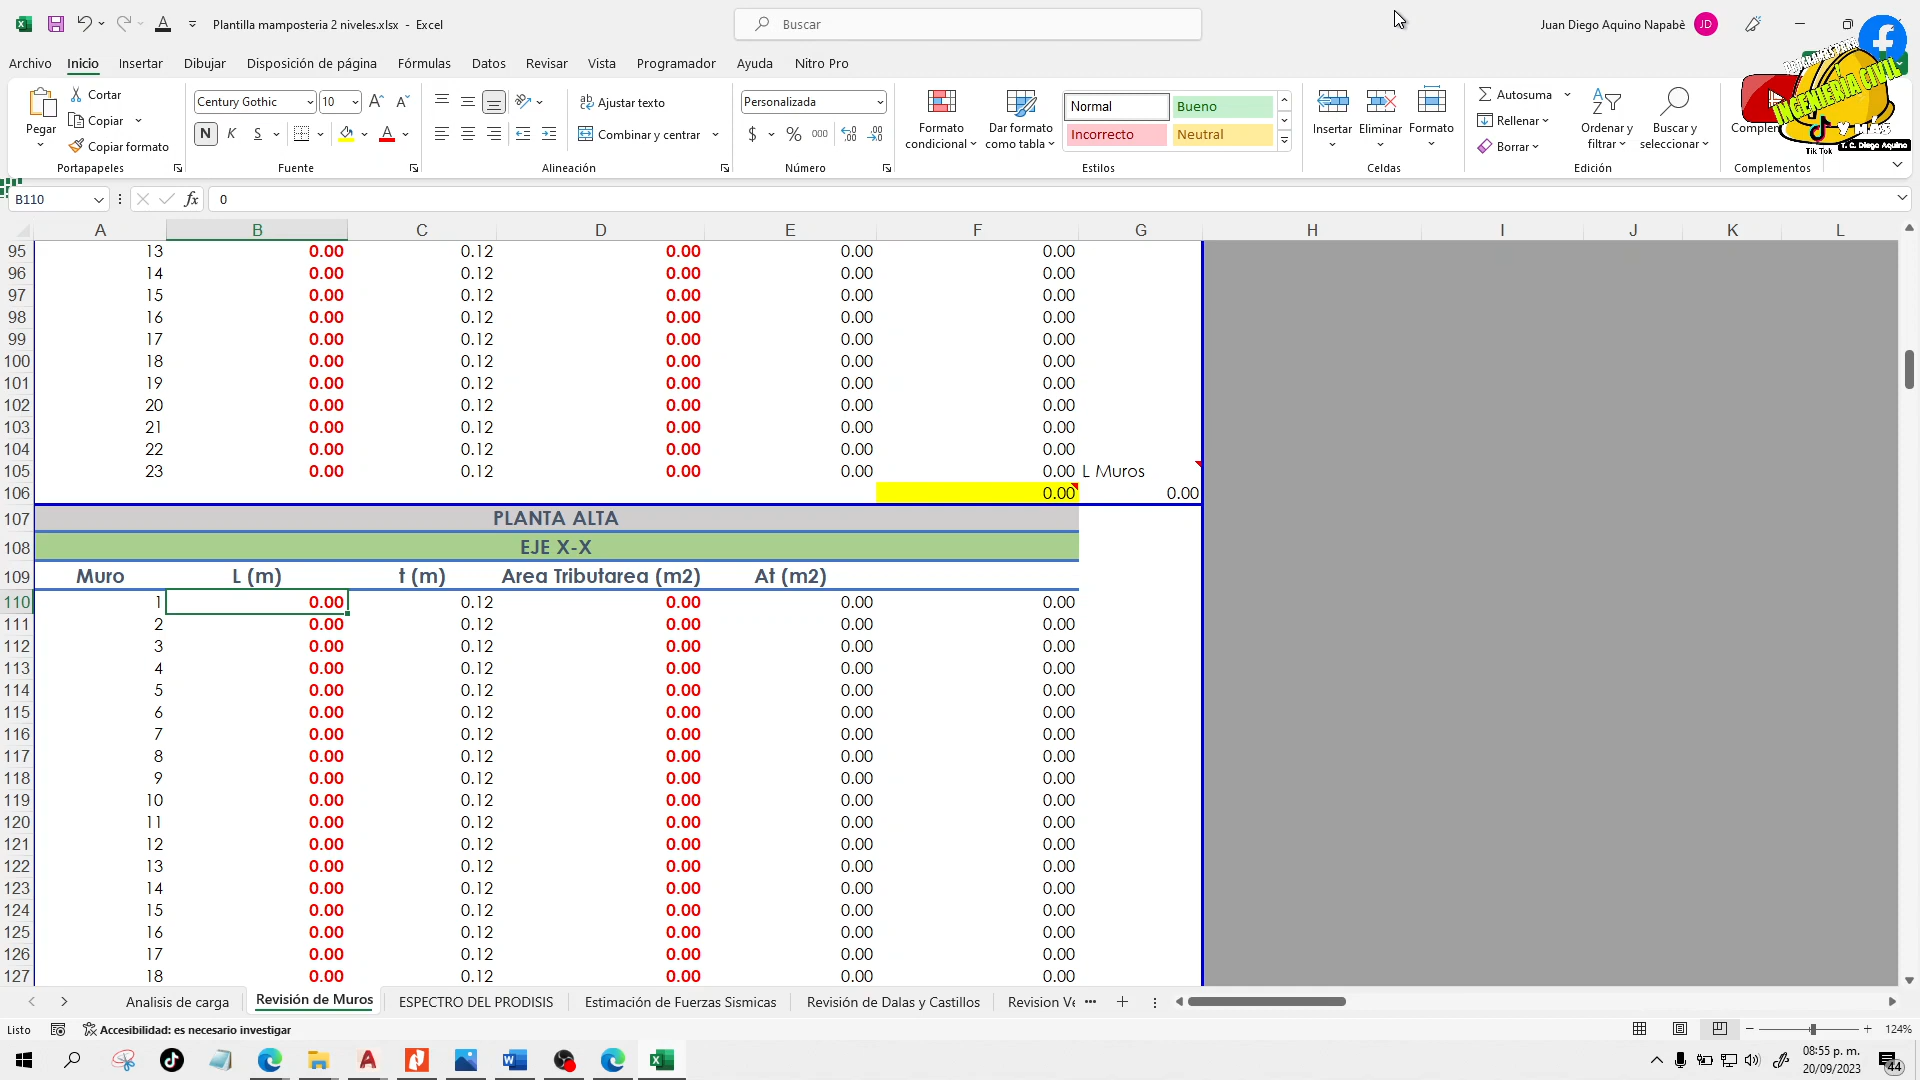 Plantilla mamposteria 2 niveles.xlsx - Excel
Buscar
Juan Diego Aquino Napabè JD
Archivo Inicio Insertar Dibujar Disposición de página Fórmulas Datos Revisar Vista Programador Ayuda Nitro Pro
INGENIERÍA CIVIL
Y MÁS
Tik Tok
T. C. Diego Aquino
Pegar
Cortar
Copiar
Copiar formato
Portapapeles
Century Gothic 10
N K S
Fuente
Ajustar texto
Combinar y centrar
Alineación
Personalizada
$ % 000
Número
Formato condicional
Dar formato como tabla
Normal Bueno
Incorrecto Neutral
Estilos
Insertar Eliminar Formato
Celdas
Autosuma
Rellenar
Borrar
Ordenary filtrar
Buscar y seleccionar
Edición
Complementos
B110 fx 0
A B C D E F G H I J K L
95 13 0.00 0.12 0.00 0.00 0.00
96 14 0.00 0.12 0.00 0.00 0.00
97 15 0.00 0.12 0.00 0.00 0.00
98 16 0.00 0.12 0.00 0.00 0.00
99 17 0.00 0.12 0.00 0.00 0.00
100 18 0.00 0.12 0.00 0.00 0.00
101 19 0.00 0.12 0.00 0.00 0.00
102 20 0.00 0.12 0.00 0.00 0.00
103 21 0.00 0.12 0.00 0.00 0.00
104 22 0.00 0.12 0.00 0.00 0.00
105 23 0.00 0.12 0.00 0.00 0.00 L Muros
106 0.00 0.00
107 PLANTA ALTA
108 EJE X-X
109 Muro L (m) t (m) Area Tributarea (m2) At (m2)
110 1 0.00 0.12 0.00 0.00 0.00
111 2 0.00 0.12 0.00 0.00 0.00
112 3 0.00 0.12 0.00 0.00 0.00
113 4 0.00 0.12 0.00 0.00 0.00
114 5 0.00 0.12 0.00 0.00 0.00
115 6 0.00 0.12 0.00 0.00 0.00
116 7 0.00 0.12 0.00 0.00 0.00
117 8 0.00 0.12 0.00 0.00 0.00
118 9 0.00 0.12 0.00 0.00 0.00
119 10 0.00 0.12 0.00 0.00 0.00
120 11 0.00 0.12 0.00 0.00 0.00
121 12 0.00 0.12 0.00 0.00 0.00
122 13 0.00 0.12 0.00 0.00 0.00
123 14 0.00 0.12 0.00 0.00 0.00
124 15 0.00 0.12 0.00 0.00 0.00
125 16 0.00 0.12 0.00 0.00 0.00
126 17 0.00 0.12 0.00 0.00 0.00
127 18 0.00 0.12 0.00 0.00 0.00
Analisis de carga Revisión de Muros ESPECTRO DEL PRODISIS Estimación de Fuerzas Sismicas Revisión de Dalas y Castillos Revision Ve
Listo Accesibilidad: es necesario investigar 124%
08:55 p. m.
20/09/2023
44